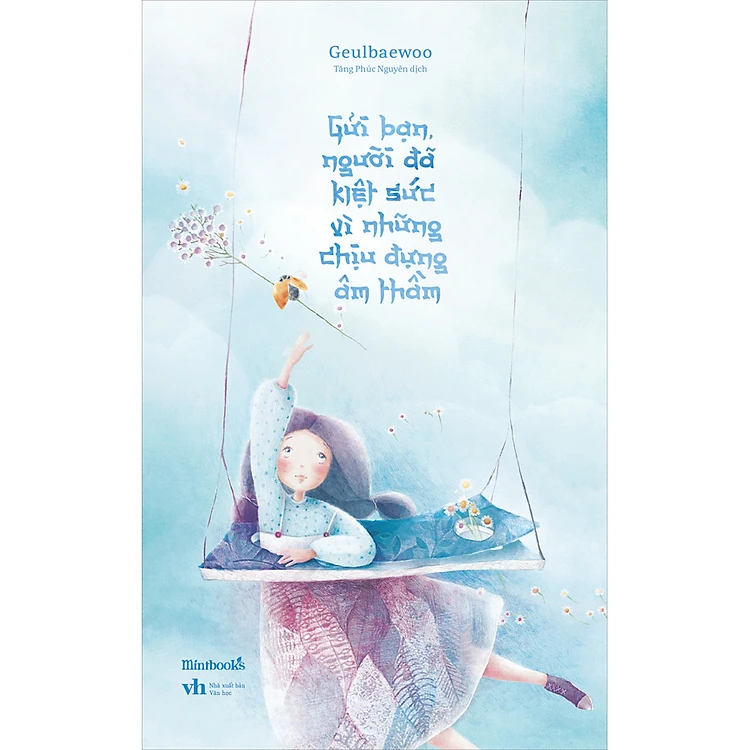 Geulbaewoo
Tăng Phúc Nguyên dịch
Gửi bạn,
người đã
kiệt sức
vì những
chịu đựng
âm thầm
mintbooks
vh Nhà xuất bản
Văn học